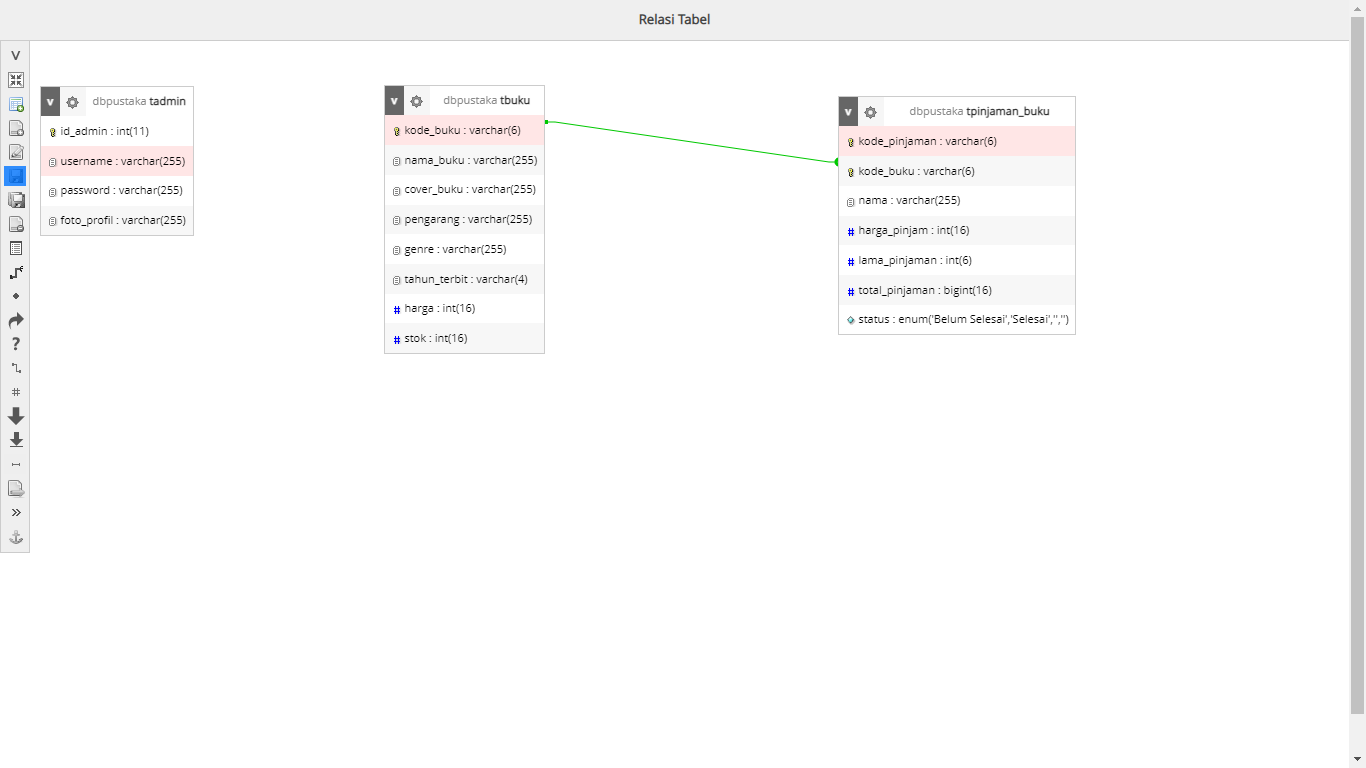 Relasi Tabel
v dbpustaka tadmin
id_admin : int(11)
username : varchar(255)
password : varchar(255)
foto_profil : varchar(255)
v dbpustaka tbuku
kode_buku : varchar(6)
nama_buku : varchar(255)
cover_buku : varchar(255)
pengarang : varchar(255)
genre : varchar(255)
tahun_terbit : varchar(4)
# harga : int(16)
# stok : int(16)
v dbpustaka tpinjaman_buku
kode_pinjaman : varchar(6)
kode_buku : varchar(6)
nama : varchar(255)
# harga_pinjam : int(16)
# lama_pinjaman : int(6)
# total_pinjaman : bigint(16)
status : enum('Belum Selesai','Selesai','','')